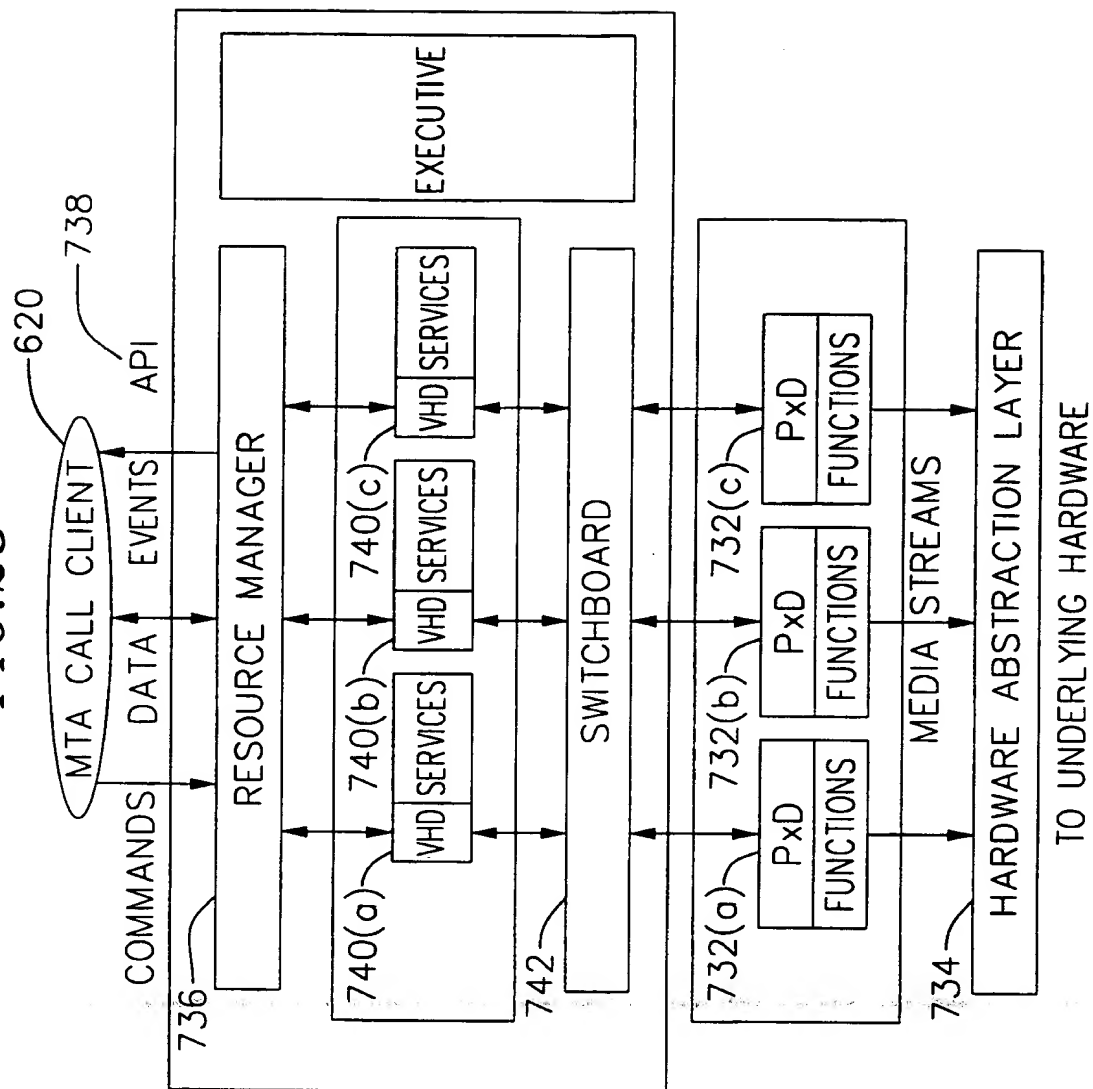 MTA CALL CLIENT
620
738
COMMANDS
DATA
EVENTS
API
736
RESOURCE MANAGER
EXECUTIVE
740(a)
VHD SERVICES
740(b)
VHD SERVICES
740(c)
VHD SERVICES
742
SWITCHBOARD
732(a)
PxD
FUNCTIONS
732(b)
PxD
FUNCTIONS
732(c)
PxD
FUNCTIONS
MEDIA STREAMS
734
HARDWARE ABSTRACTION LAYER
TO UNDERLYING HARDWARE